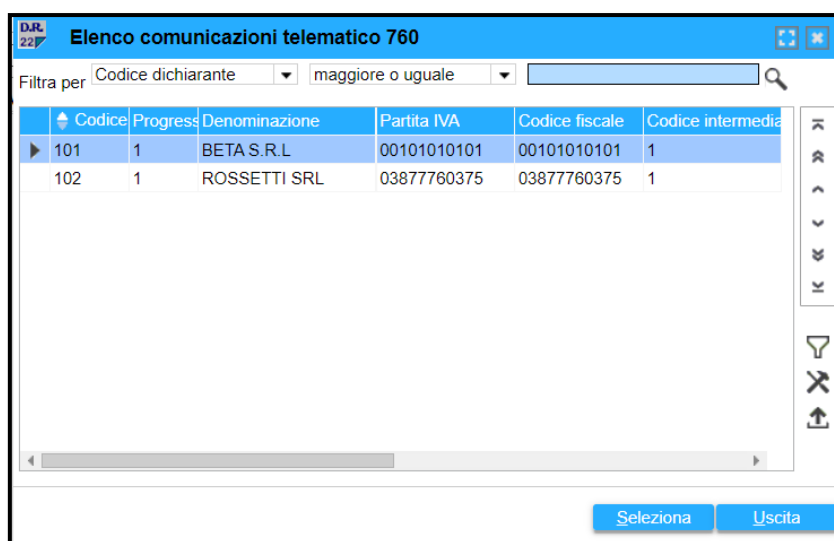 D.R. 22 Elenco comunicazioni telematico 760
Filtra per Codice dichiarante maggiore o uguale
Codice Progress Denominazione Partita IVA Codice fiscale Codice intermedia
101 1 BETA S.R.L 00101010101 00101010101 1
102 1 ROSSETTI SRL 03877760375 03877760375 1
Seleziona Uscita